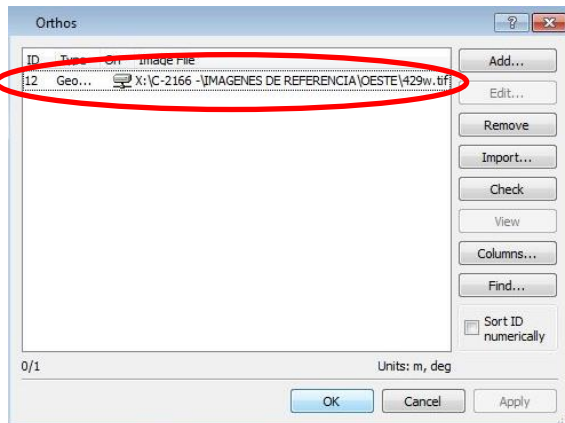 Orthos
ID Type On Image File
12 Geo... X:\C-2166 -\IMAGENES DE REFERENCIA\OESTE\429w.tif
Add...
Edit...
Remove
Import...
Check
View
Columns...
Find...
Sort ID
numerically
0/1 Units: m, deg
OK Cancel Apply